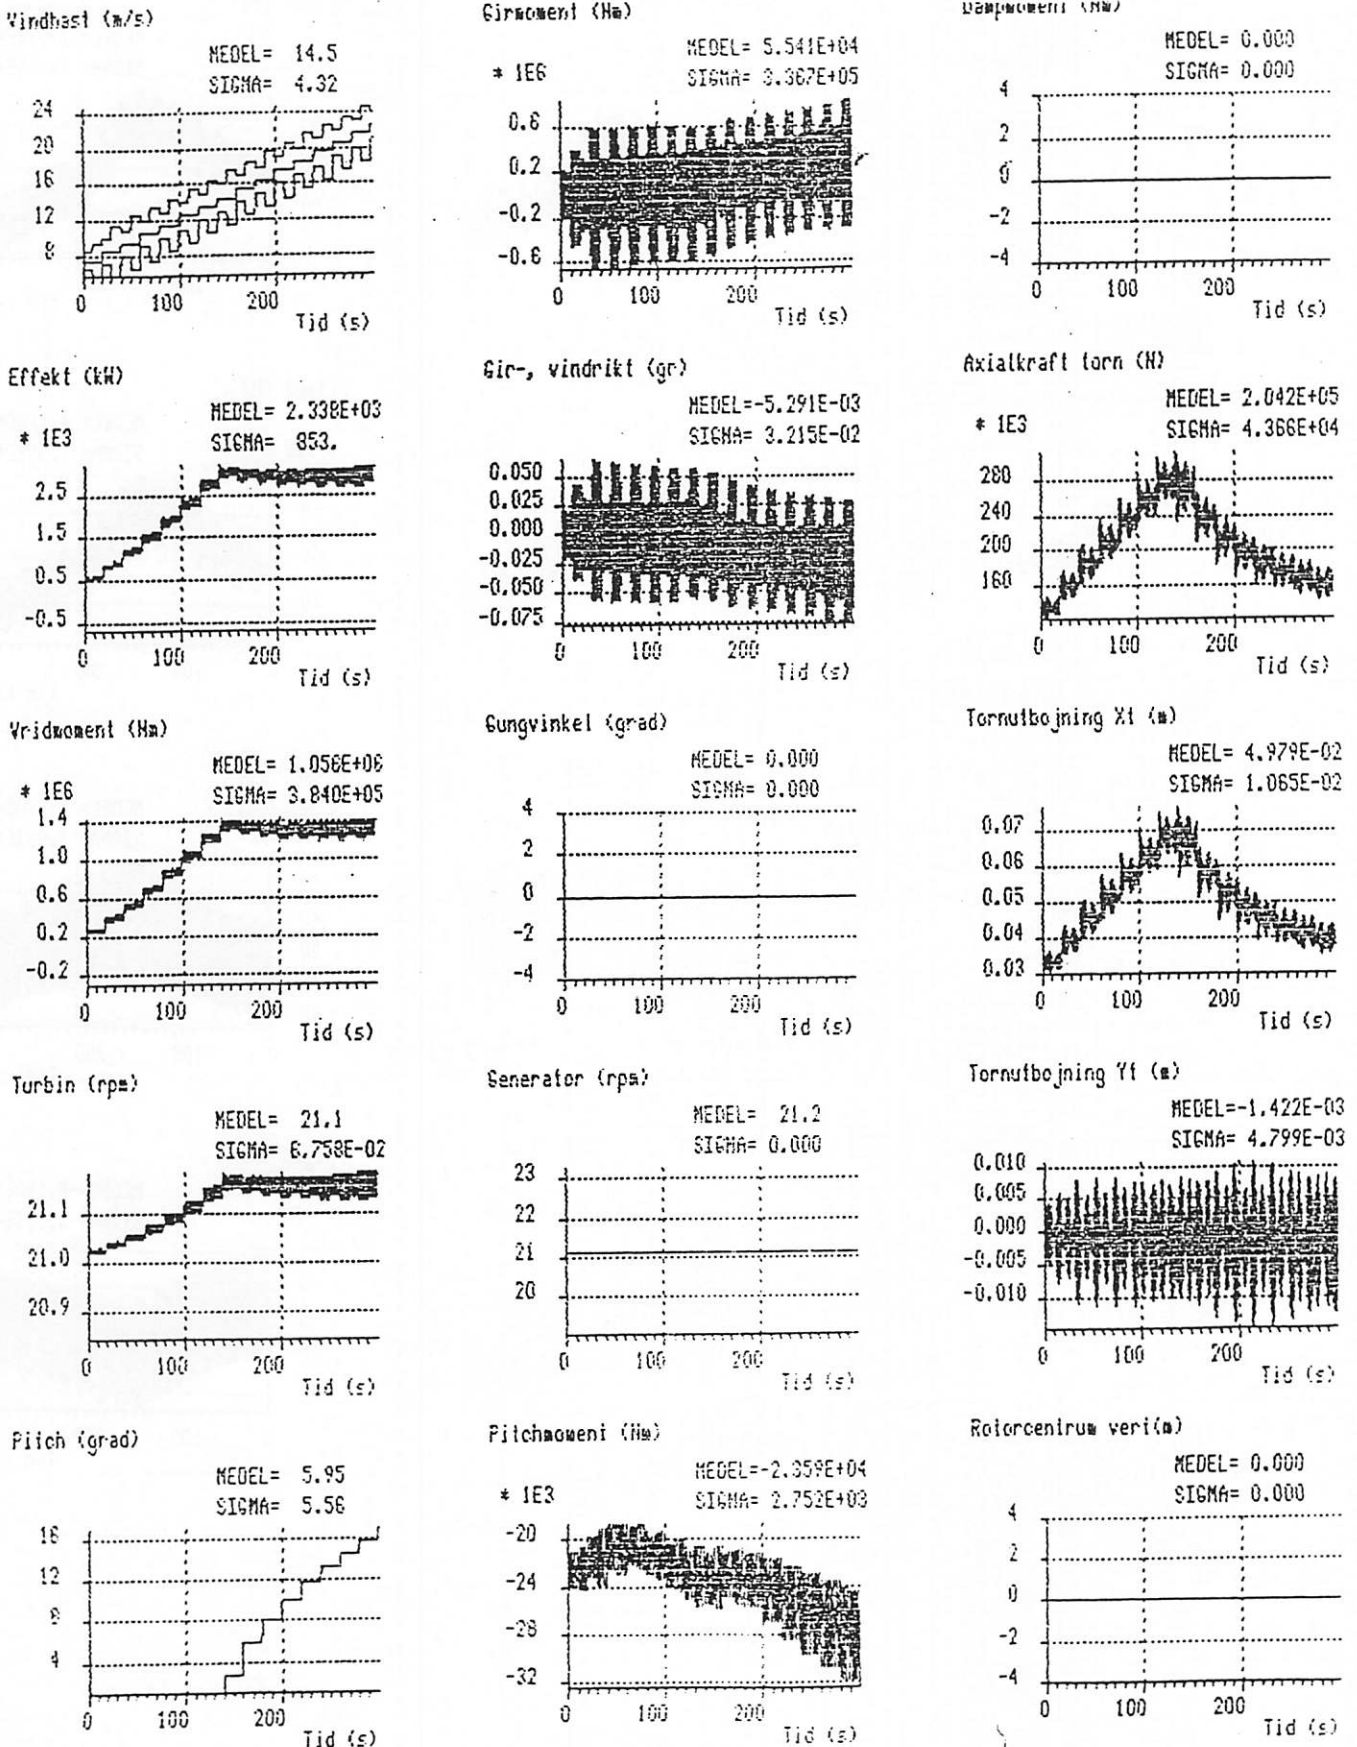 Vindhast (m/s)
MEDEL= 14.5
SIGMA= 4.32
24
20
16
12
8
0 100 200
Tid (s)
Girmoment (Nm)
MEDEL= 5.541E+04
* 1E6
SIGMA= 3.367E+05
0.6
0.2
-0.2
-0.6
0 100 200
Tid (s)
Dampmoment (Nm)
MEDEL= 0.000
SIGMA= 0.000
4
2
0
-2
-4
0 100 200
Tid (s)
Effekt (kW)
MEDEL= 2.338E+03
* 1E3
SIGMA= 853.
2.5
1.5
0.5
-0.5
0 100 200
Tid (s)
Gir-, vindrikt (gr)
MEDEL=-5.291E-03
SIGMA= 3.215E-02
0.050
0.025
0.000
-0.025
-0.050
-0.075
0 100 200
Tid (s)
Axialkraft torn (N)
MEDEL= 2.042E+05
* 1E3
SIGMA= 4.366E+04
280
240
200
160
0 100 200
Tid (s)
Vridmoment (Nm)
MEDEL= 1.056E+06
* 1E6
SIGMA= 3.840E+05
1.4
1.0
0.6
0.2
-0.2
0 100 200
Tid (s)
Gungvinkel (grad)
MEDEL= 0.000
SIGMA= 0.000
4
2
0
-2
-4
0 100 200
Tid (s)
Tornutbojning Xt (m)
MEDEL= 4.979E-02
SIGMA= 1.065E-02
0.07
0.06
0.05
0.04
0.03
0 100 200
Tid (s)
Turbin (rpm)
MEDEL= 21.1
SIGMA= 6.758E-02
21.1
21.0
20.9
0 100 200
Tid (s)
Generator (rpm)
MEDEL= 21.2
SIGMA= 0.000
23
22
21
20
0 100 200
Tid (s)
Tornutbojning Yt (m)
MEDEL=-1.422E-03
SIGMA= 4.799E-03
0.010
0.005
0.000
-0.005
-0.010
0 100 200
Tid (s)
Pitch (grad)
MEDEL= 5.95
SIGMA= 5.56
16
12
8
4
0 100 200
Tid (s)
Pitchmoment (Nm)
MEDEL=-2.359E+04
* 1E3
SIGMA= 2.752E+03
-20
-24
-28
-32
0 100 200
Tid (s)
Rotorcentrum vert(m)
MEDEL= 0.000
SIGMA= 0.000
4
2
0
-2
-4
0 100 200
Tid (s)